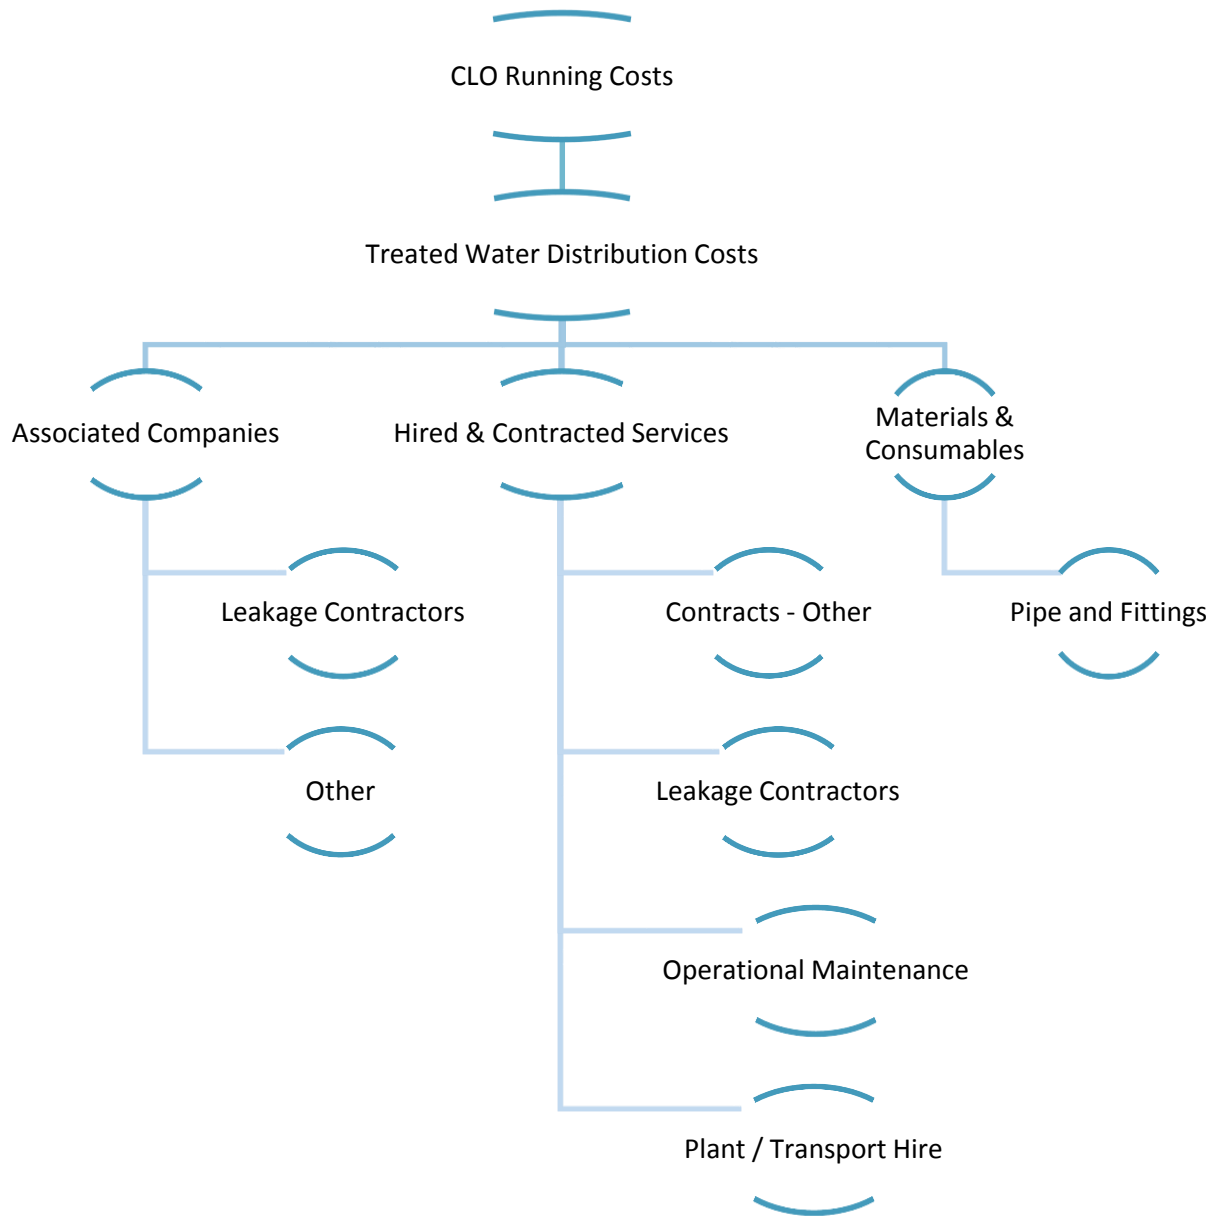 CLO Running Costs
Treated Water Distribution Costs
Associated Companies
Hired & Contracted Services
Materials &
Consumables
Leakage Contractors
Contracts - Other
Pipe and Fittings
Other
Leakage Contractors
Operational Maintenance
Plant / Transport Hire